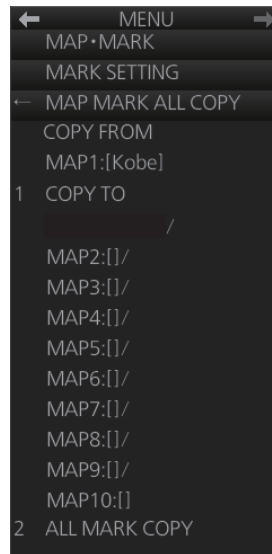 MENU
MAP・MARK
MARK SETTING
← MAP MARK ALL COPY
COPY FROM
MAP1:[Kobe]
1 COPY TO
/
MAP2:[]/
MAP3:[]/
MAP4:[]/
MAP5:[]/
MAP6:[]/
MAP7:[]/
MAP8:[]/
MAP9:[]/
MAP10:[]
2 ALL MARK COPY